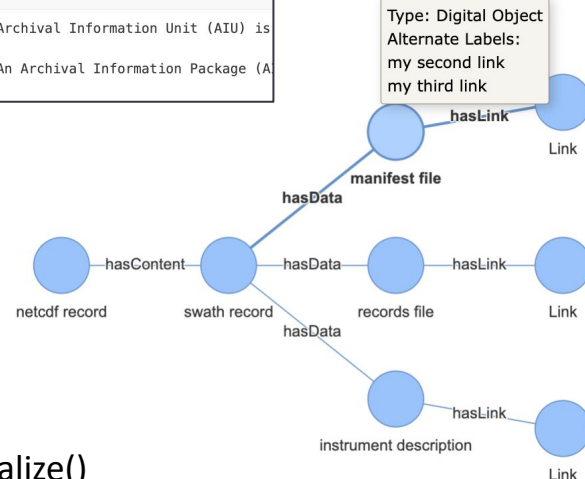 Archival Information Unit (AIU) is
An Archival Information Package (A
Type: Digital Object
Alternate Labels:
my second link
my third link
hasLink
Link
manifest file
hasData
hasContent
hasData
hasLink
netcdf record
swath record
records file
Link
hasData
hasLink
instrument description
Link
alize()